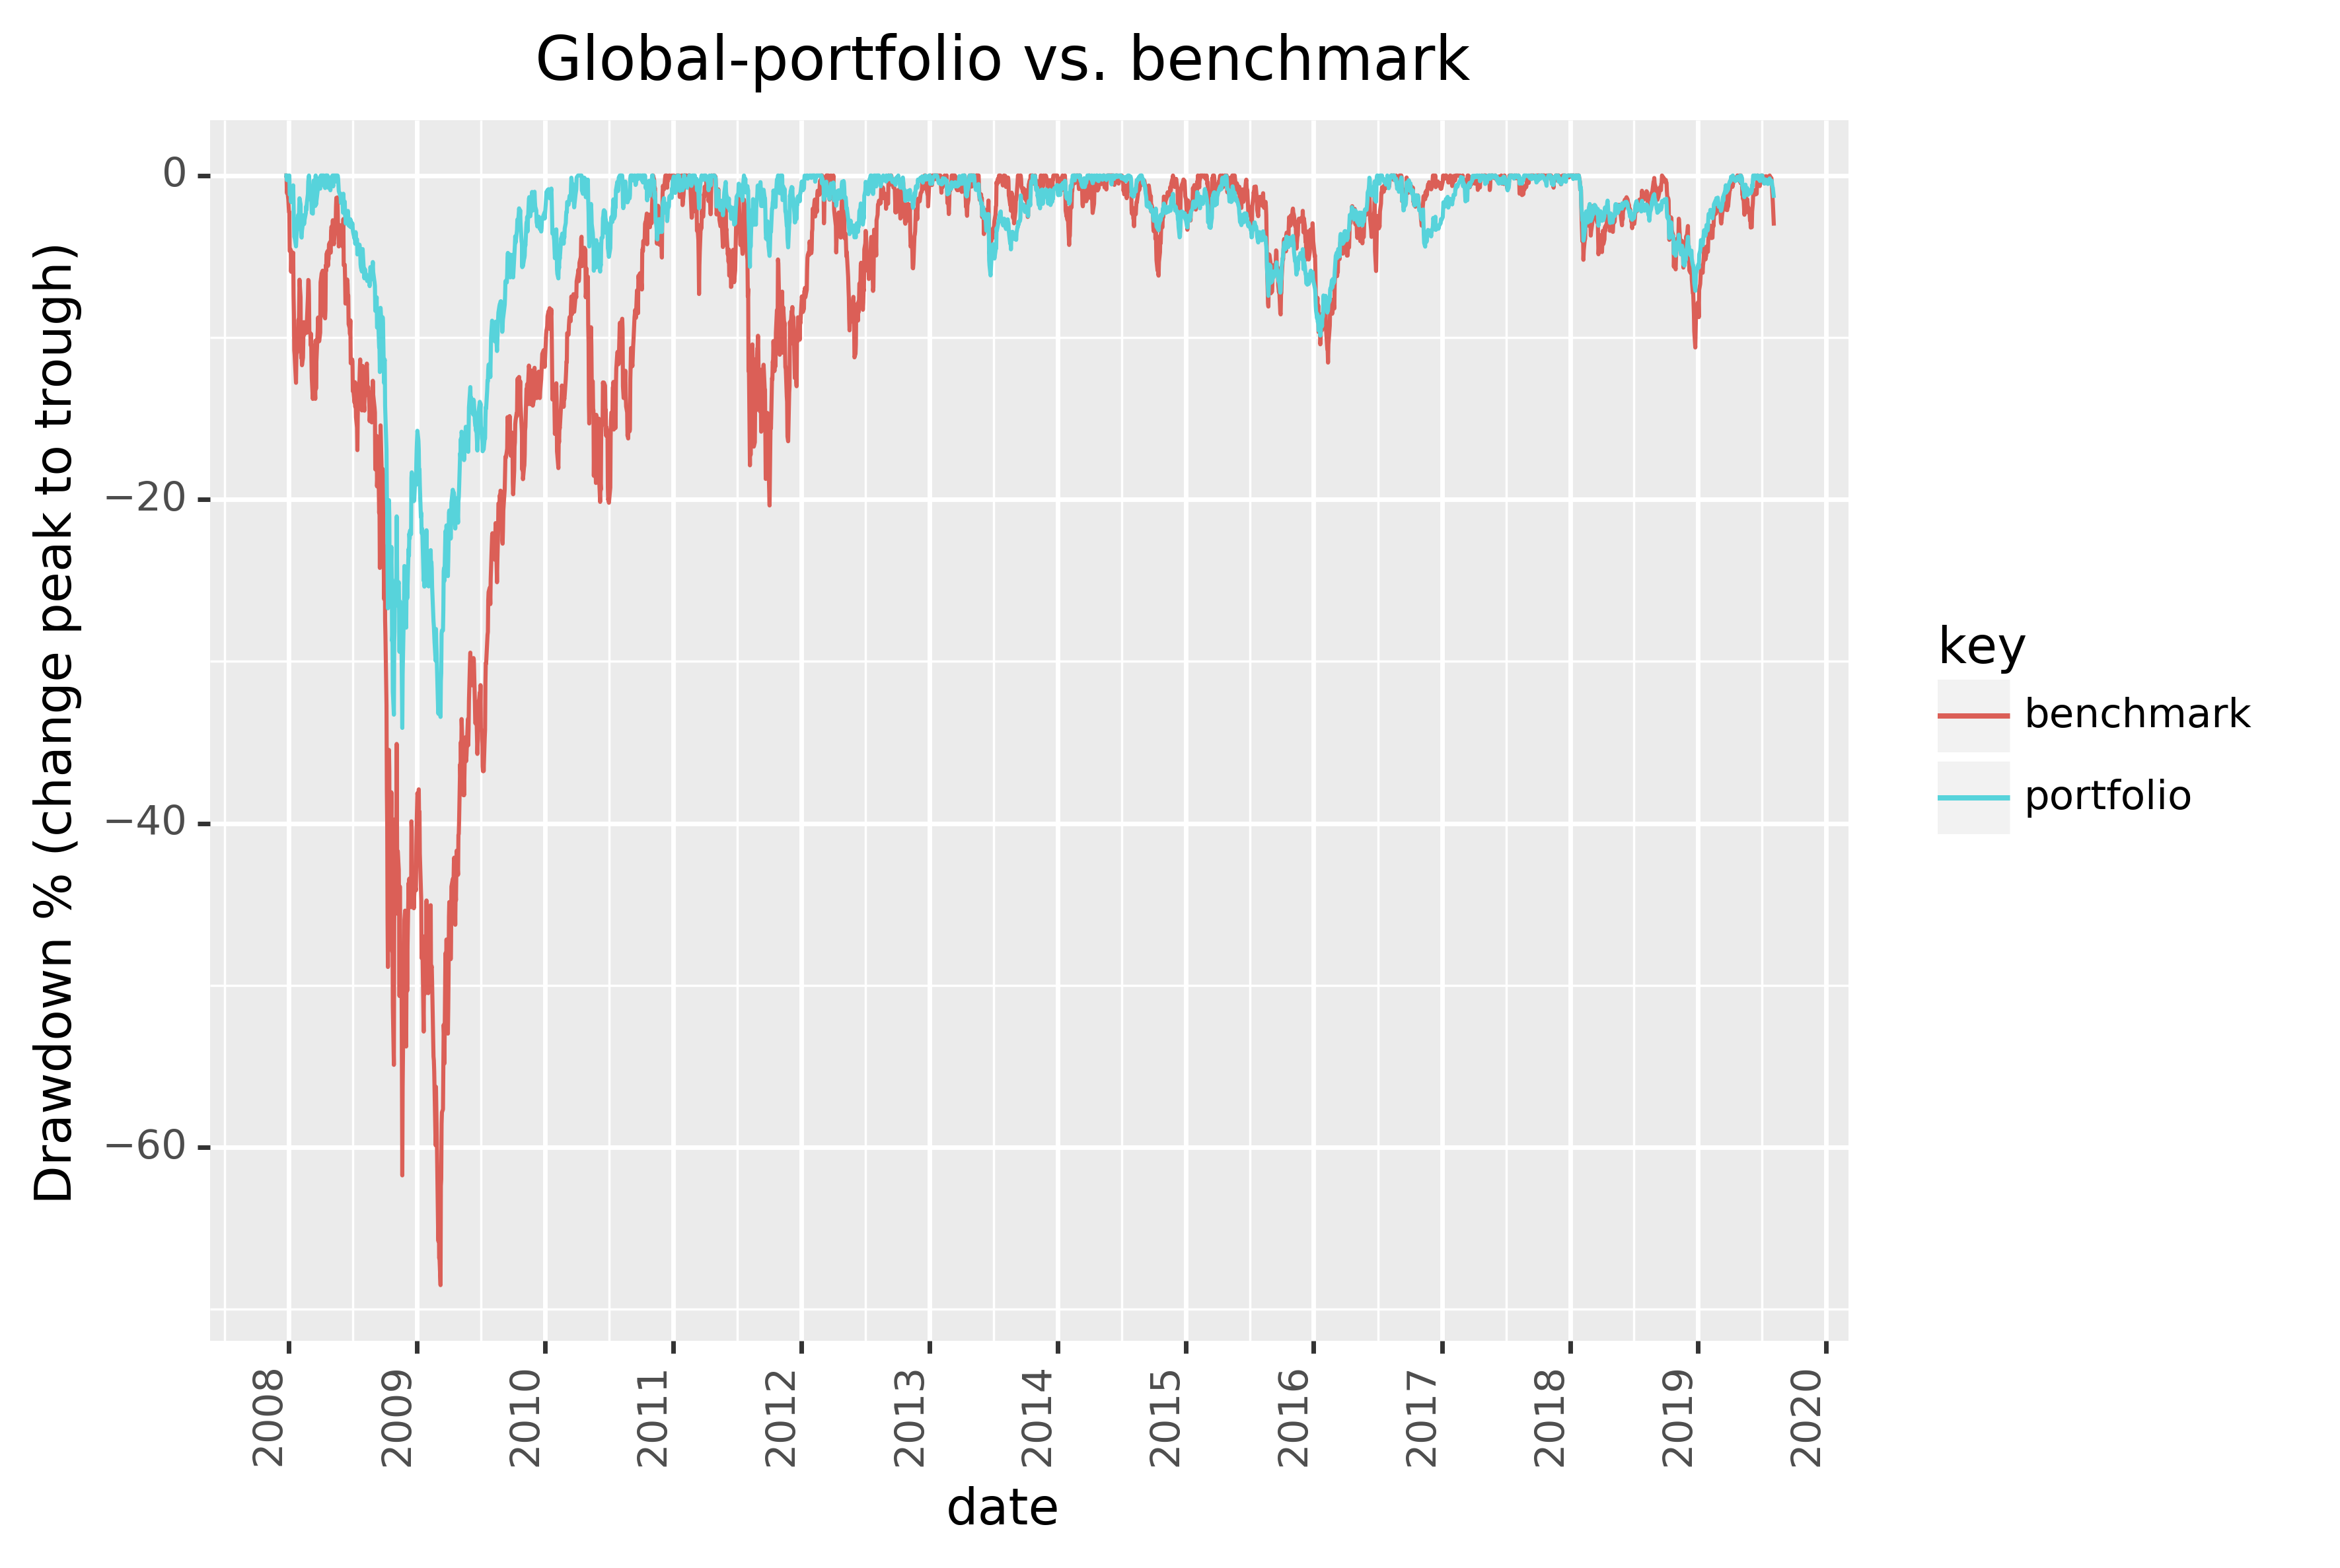 Global-portfolio vs. benchmark
Drawdown % (change peak to trough)
0
−20
−40
−60
2008
2009
2010
2011
2012
2013
2014
2015
2016
2017
2018
2019
2020
date
key
benchmark
portfolio